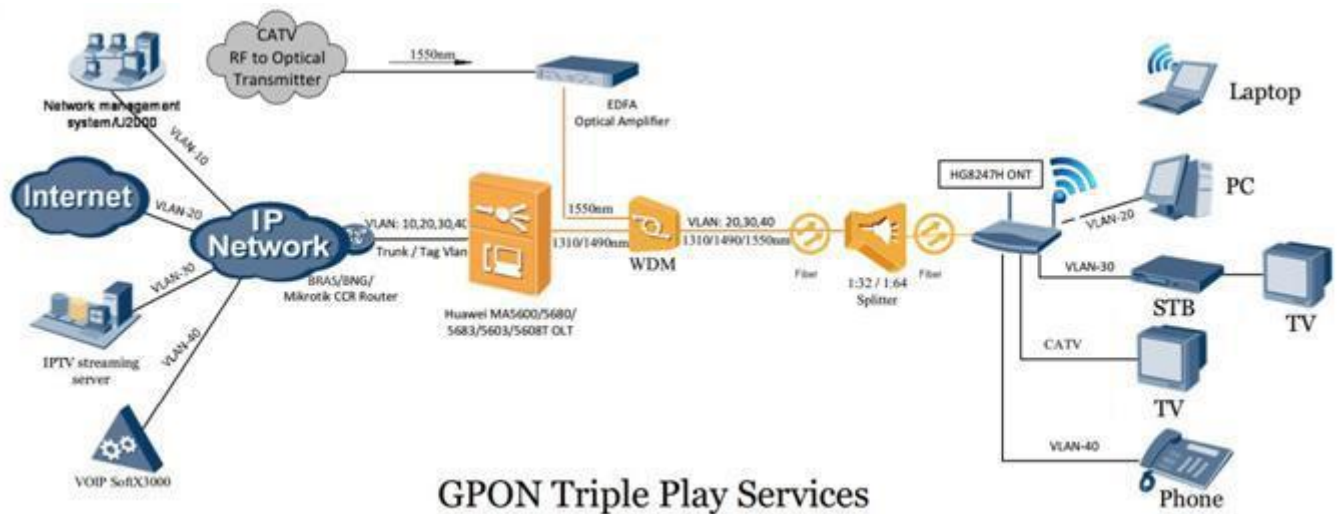 CATV
RF to Optical
Transmitter
1550nm
EDFA
Optical Amplifier
Network management
system/U2000
VLAN-10
Internet
VLAN-20
IP
Network
VLAN: 10,20,30,40
Trunk / Tag Vlan
BRAS/BNG/
Mikrotik CCR Router
VLAN-30
IPTV streaming
server
VLAN-40
VOIP SoftX3000
Huawei MA5600/5680/
5683/5603/5608T OLT
1550nm
1310/1490nm
WDM
VLAN: 20,30,40
1310/1490/1550nm
Fiber
1:32 / 1:64
Splitter
Fiber
HG8247H ONT
Laptop
VLAN-20
PC
VLAN-30
STB
TV
CATV
TV
VLAN-40
Phone
GPON Triple Play Services